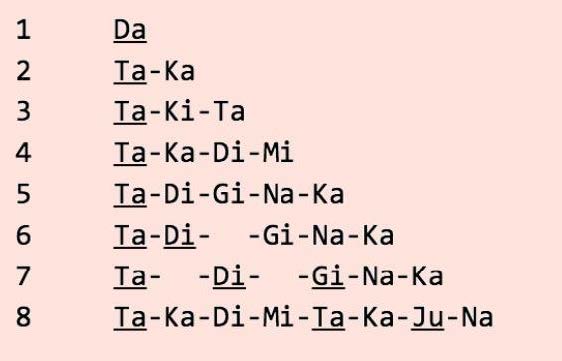 1 Da
2 Ta-Ka
3 Ta-Ki-Ta
4 Ta-Ka-Di-Mi
5 Ta-Di-Gi-Na-Ka
6 Ta-Di-  -Gi-Na-Ka
7 Ta-  -Di-  -Gi-Na-Ka
8 Ta-Ka-Di-Mi-Ta-Ka-Ju-Na